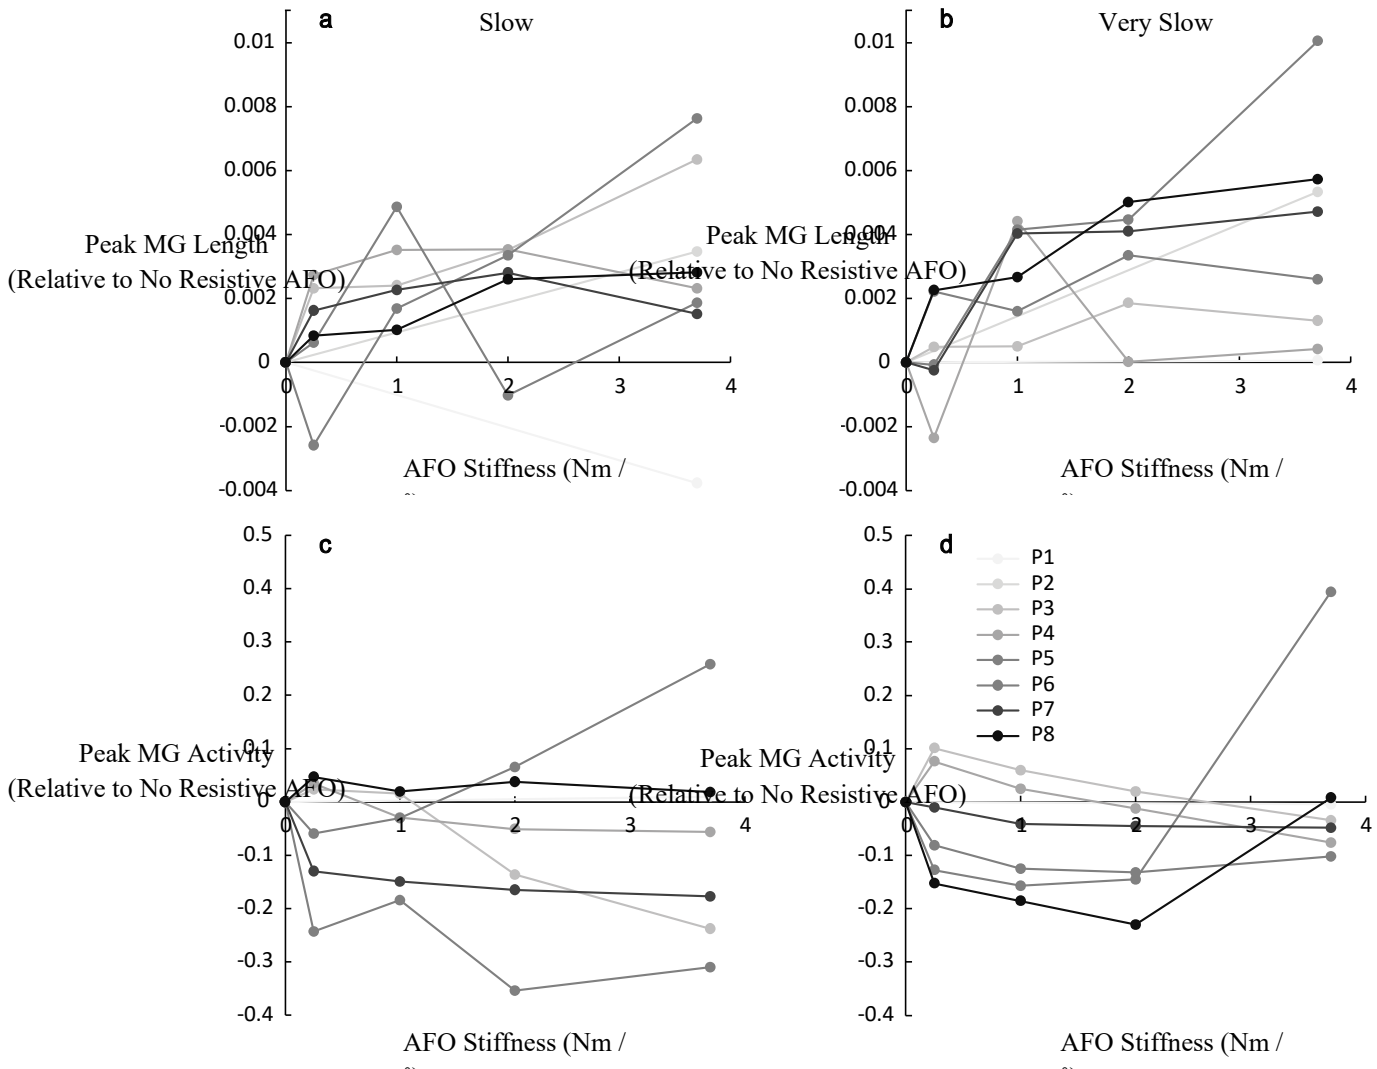 a
Slow
0.01
0.008
0.006
0.004
0.002
0
-0.002
-0.004
Peak MG Length
(Relative to No Resistive AFO)
0 1 2 3 4
AFO Stiffness (Nm /
b
Very Slow
0.01
0.008
0.006
0.004
0.002
0
-0.002
-0.004
Peak MG Length
(Relative to No Resistive AFO)
0 1 2 3 4
AFO Stiffness (Nm /
c
0.5
0.4
0.3
0.2
0.1
0
-0.1
-0.2
-0.3
-0.4
Peak MG Activity
(Relative to No Resistive AFO)
0 1 2 3 4
AFO Stiffness (Nm /
d
0.5
0.4
0.3
0.2
0.1
0
-0.1
-0.2
-0.3
-0.4
Peak MG Activity
(Relative to No Resistive AFO)
P1
P2
P3
P4
P5
P6
P7
P8
0 1 2 3 4
AFO Stiffness (Nm /